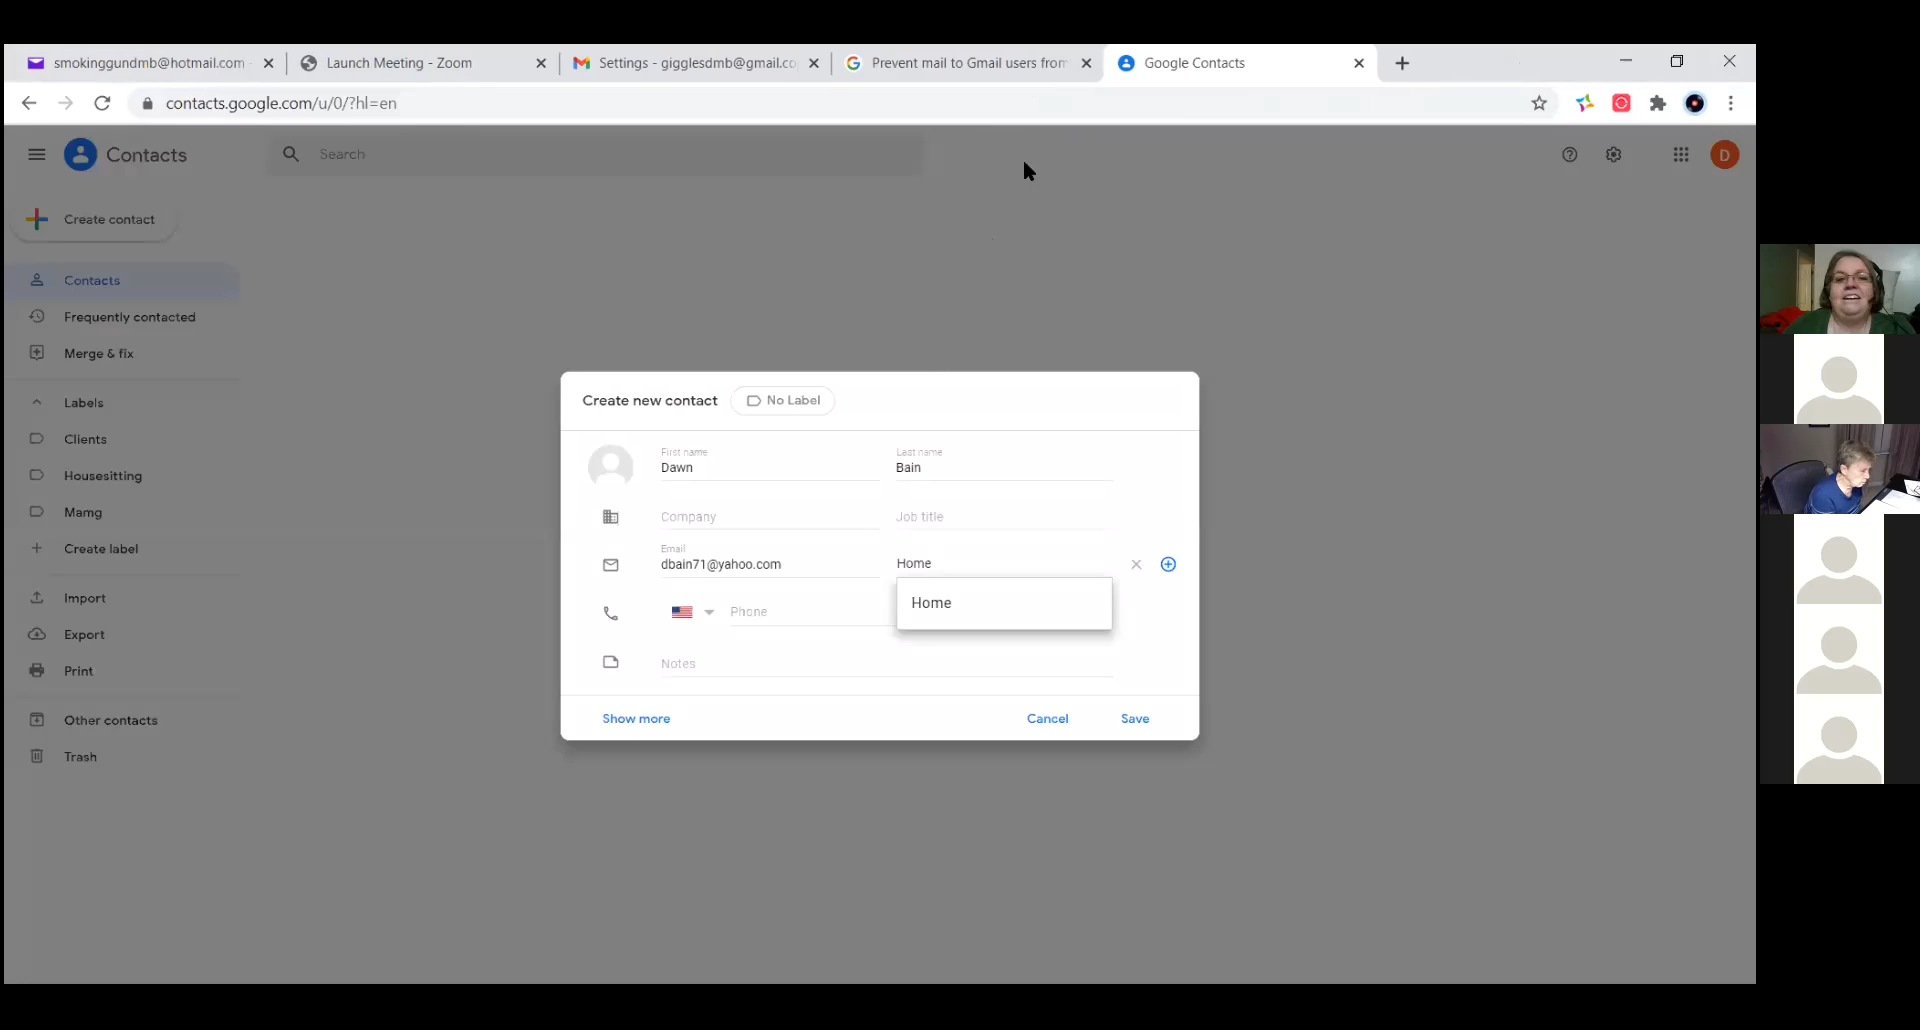 smokinggundmb@hotmail.com - Launch Meeting - Zoom Settings - gigglesdmb@gmail.co Prevent mail to Gmail users from Google Contacts
contacts.google.com/u/0/?hl=en
Contacts
Search
D
Create contact
Contacts
Frequently contacted
Merge & fix
Labels
Clients
Housesitting
Mamg
Create label
Import
Export
Print
Other contacts
Trash
Create new contact No Label
First name Last name
Dawn Bain
Company Job title
Email
dbain71@yahoo.com Home
Home
Phone
Notes
Show more Cancel Save